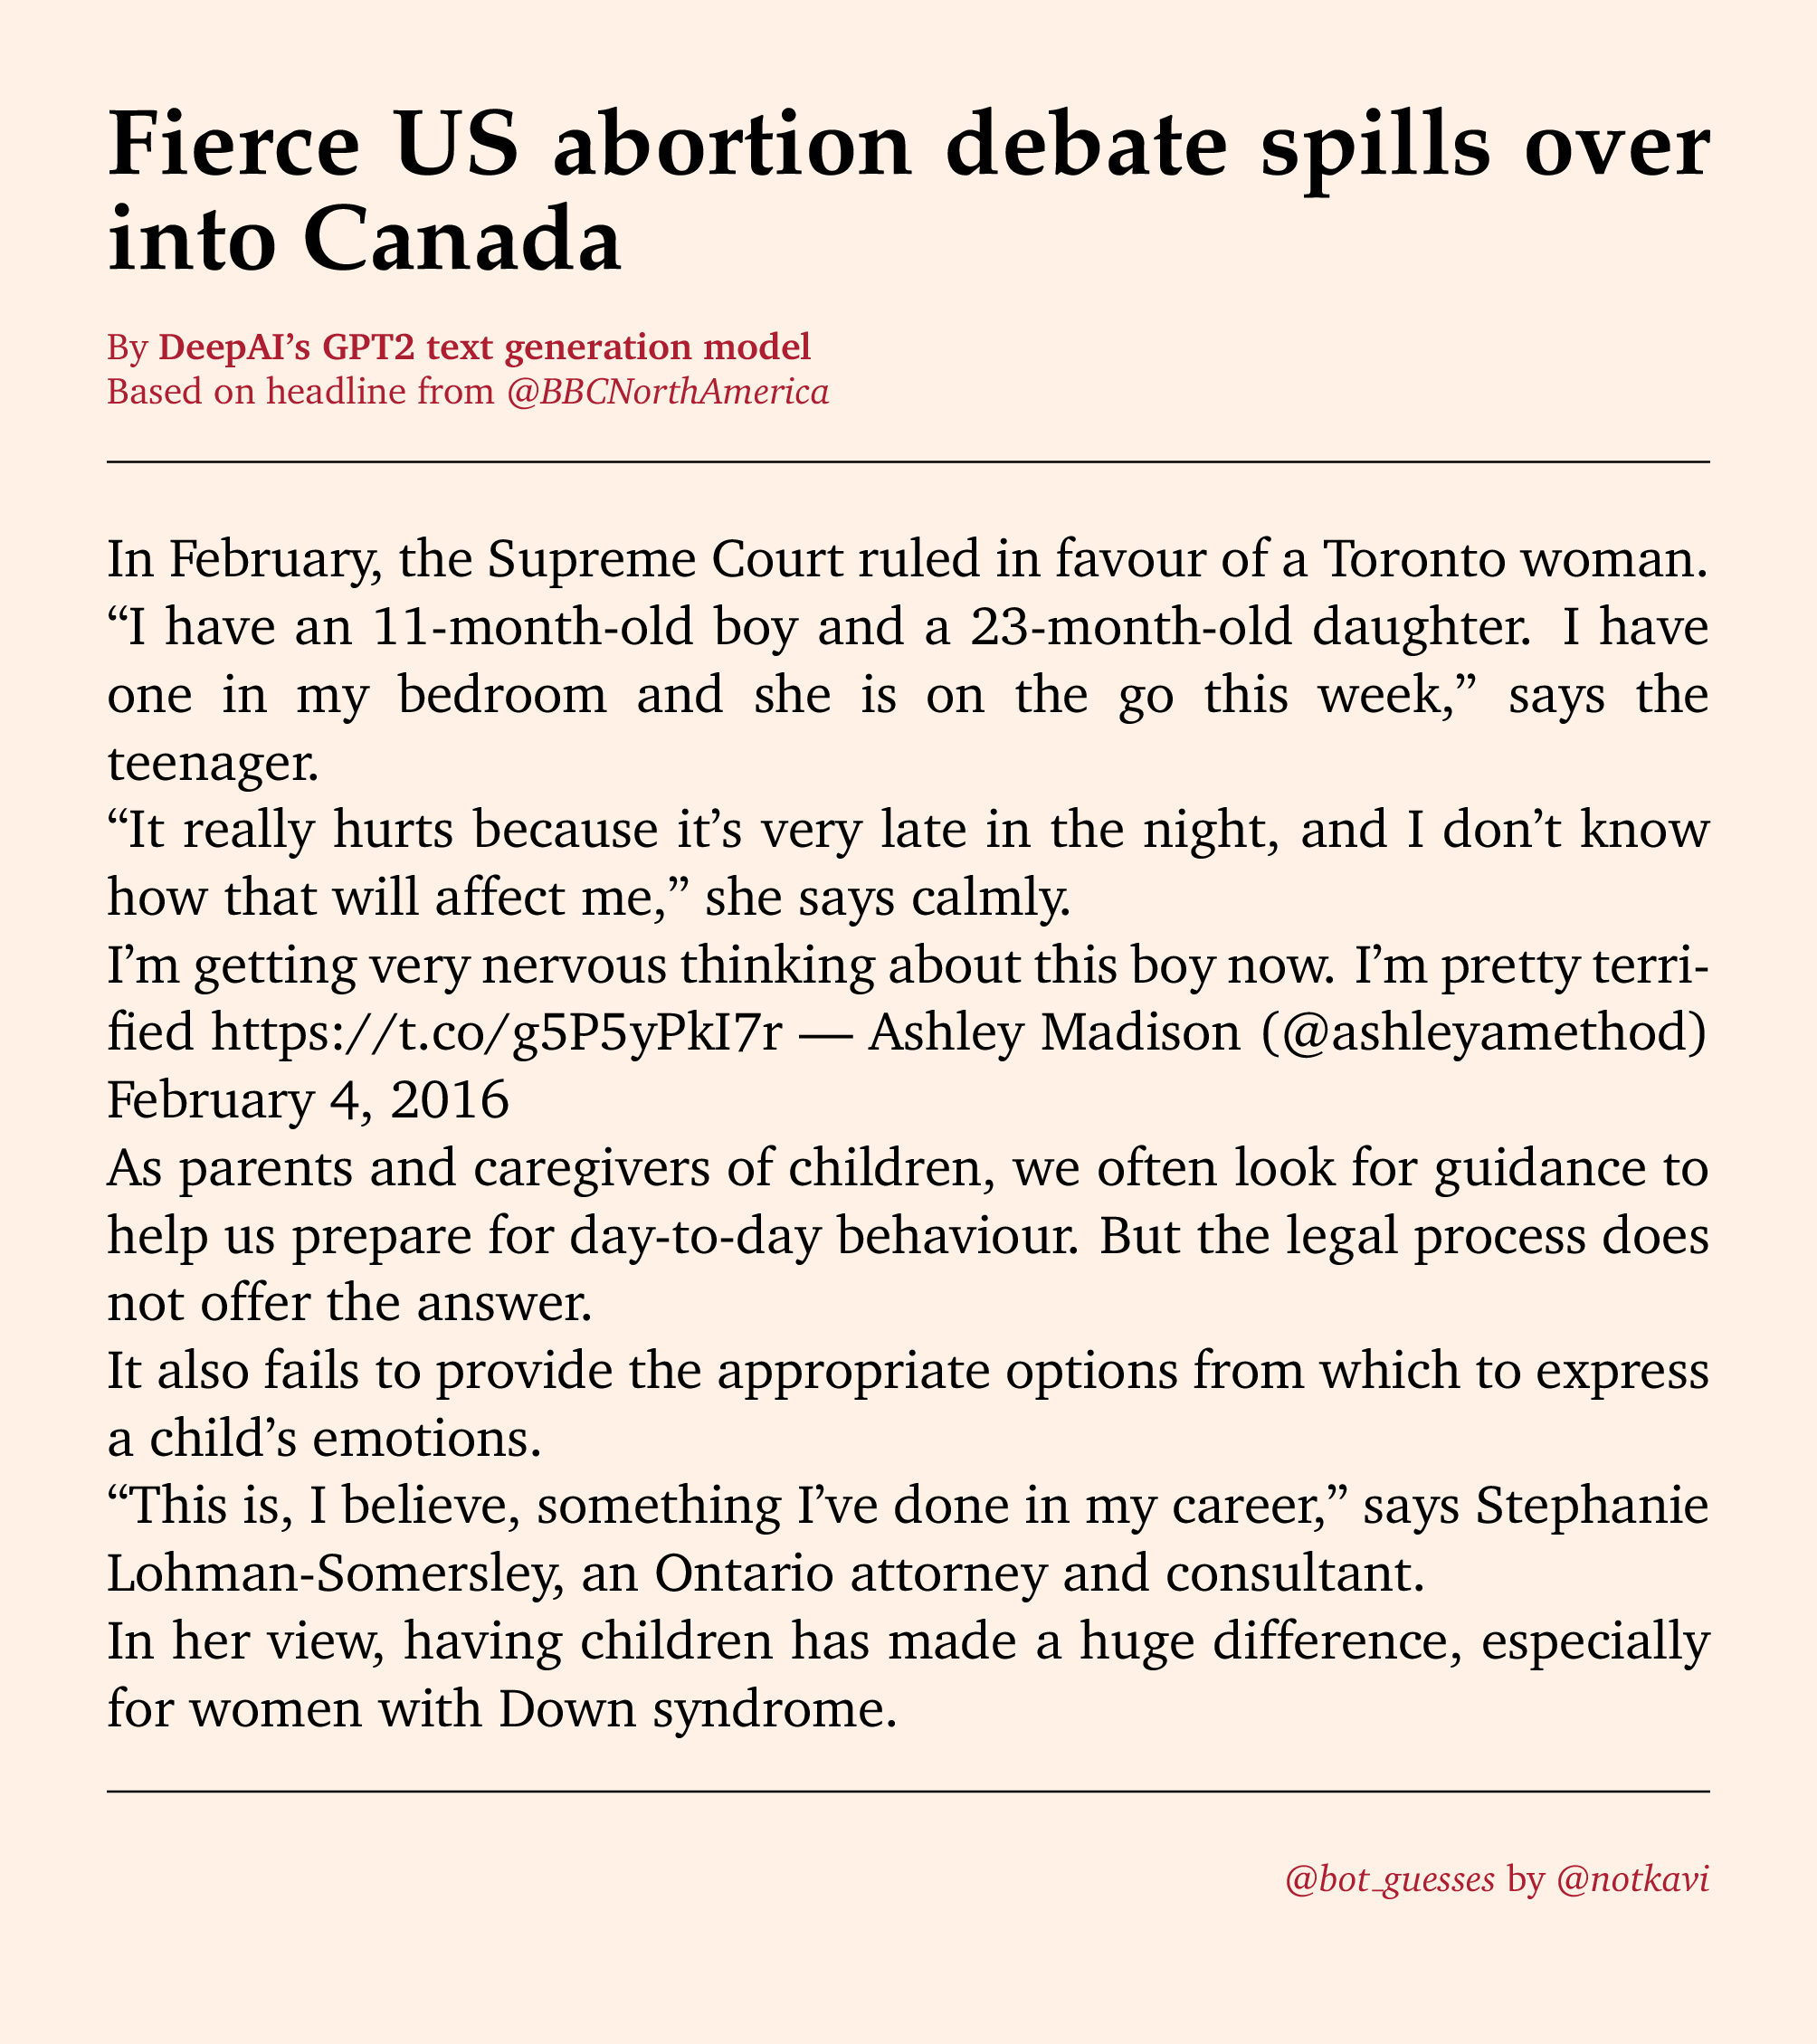 Fierce US abortion debate spills over
into Canada
By DeepAI’s GPT2 text generation model
Based on headline from @BBCNorthAmerica
In February, the Supreme Court ruled in favour of a Toronto woman.
“I have an 11-month-old boy and a 23-month-old daughter. I have
one in my bedroom and she is on the go this week,” says the
teenager.
“It really hurts because it’s very late in the night, and I don’t know
how that will affect me,” she says calmly.
I’m getting very nervous thinking about this boy now. I’m pretty terri-
fied https://t.co/g5P5yPkI7r — Ashley Madison (@ashleyamethod)
February 4, 2016
As parents and caregivers of children, we often look for guidance to
help us prepare for day-to-day behaviour. But the legal process does
not offer the answer.
It also fails to provide the appropriate options from which to express
a child’s emotions.
“This is, I believe, something I’ve done in my career,” says Stephanie
Lohman-Somersley, an Ontario attorney and consultant.
In her view, having children has made a huge difference, especially
for women with Down syndrome.
@bot_guesses by @notkavi